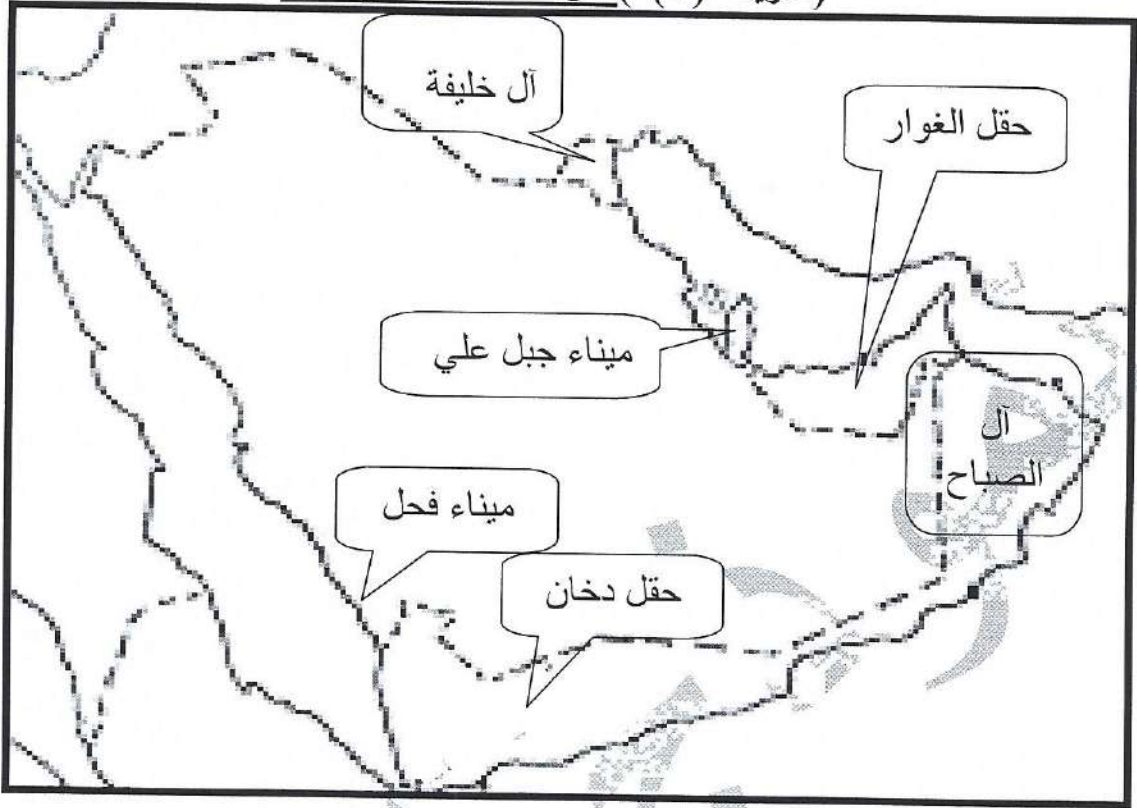 آل خليفة
حقل الغوار
ميناء جبل علي
آل
الصباح
ميناء فحل
حقل دخان